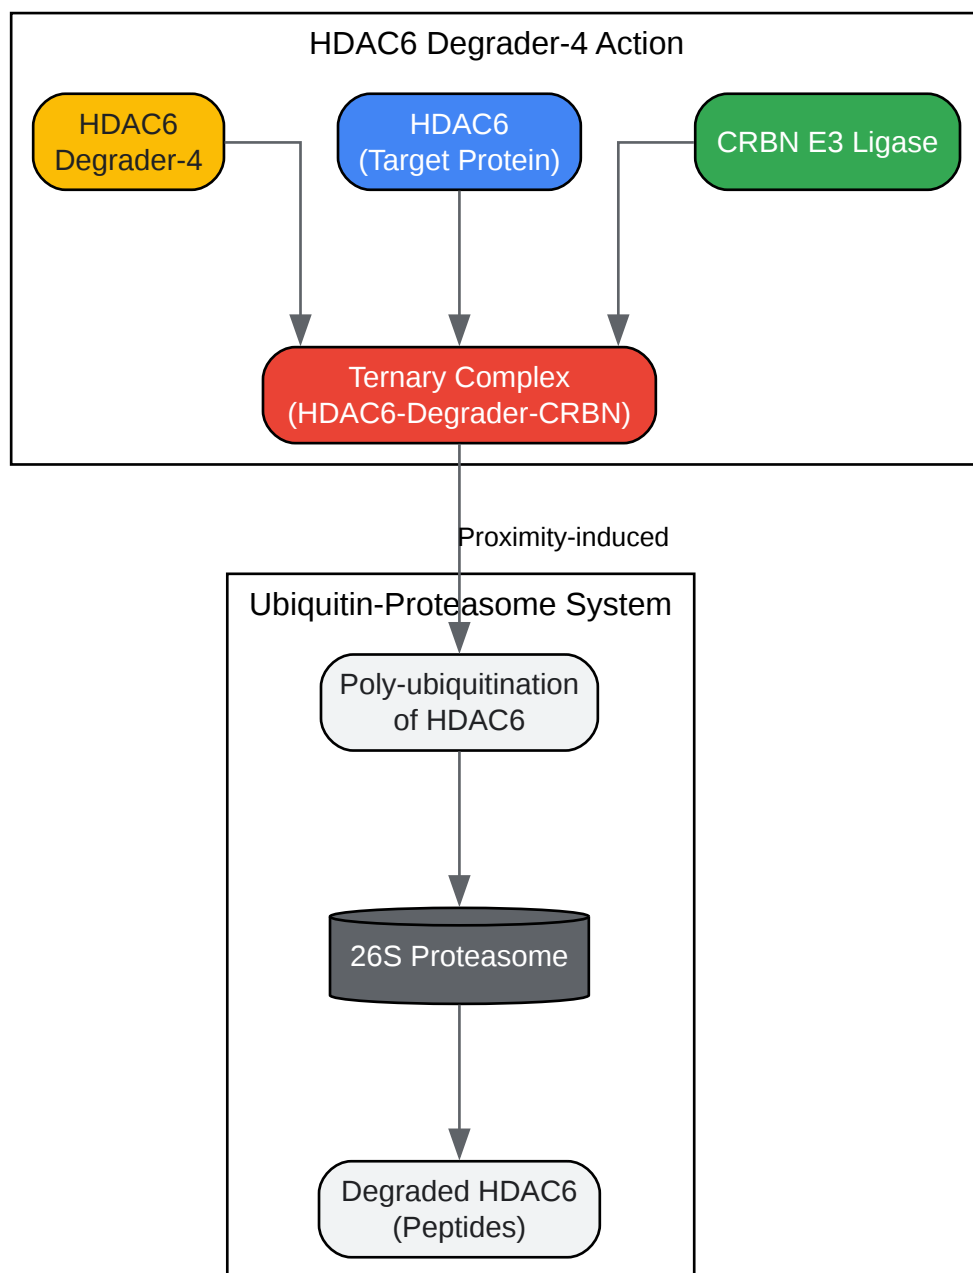 HDAC6 Degrader-4 Action
HDAC6
Degrader-4
HDAC6
(Target Protein)
CRBN E3 Ligase
Ternary Complex
(HDAC6-Degrader-CRBN)
Proximity-induced
Ubiquitin-Proteasome System
Poly-ubiquitination
of HDAC6
26S Proteasome
Degraded HDAC6
(Peptides)